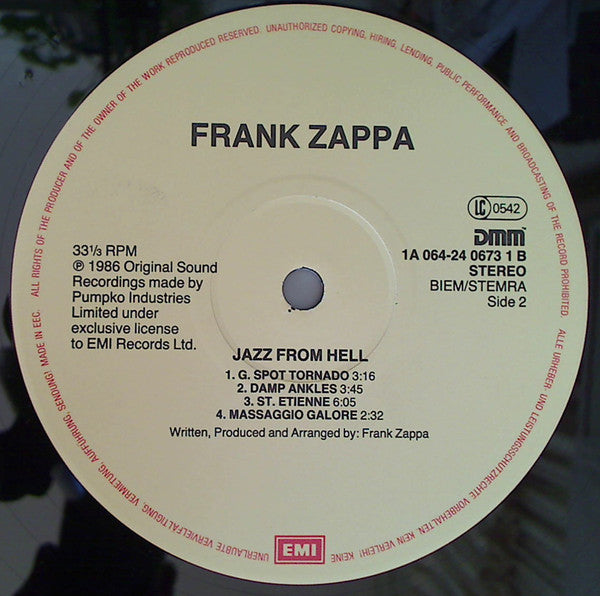 FRANK ZAPPA
LC 0542
DMM™
1A 064-24 0673 1 B
STEREO
BIEM/STEMRA
Side 2
33⅓ RPM
℗ 1986 Original Sound
Recordings made by
Pumpko Industries
Limited under
exclusive license
to EMI Records Ltd.
JAZZ FROM HELL
1. G. SPOT TORNADO 3:16
2. DAMP ANKLES 3:45
3. ST. ETIENNE 6:05
4. MASSAGGIO GALORE 2:32
Written, Produced and Arranged by: Frank Zappa
EMI
ALL RIGHTS OF THE PRODUCER AND OF THE OWNER OF THE WORK REPRODUCED RESERVED. UNAUTHORIZED COPYING, HIRING, LENDING, PUBLIC PERFORMANCE AND BROADCASTING OF THE RECORD PROHIBITED. ALLE URHEBER- UND LEISTUNGSSCHUTZRECHTE VORBEHALTEN. KEIN VERLEIH! KEINE UNERLAUBTE VERVIELFÄLTIGUNG, VERMIETUNG, AUFFÜHRUNG, SENDUNG! MADE IN EEC.